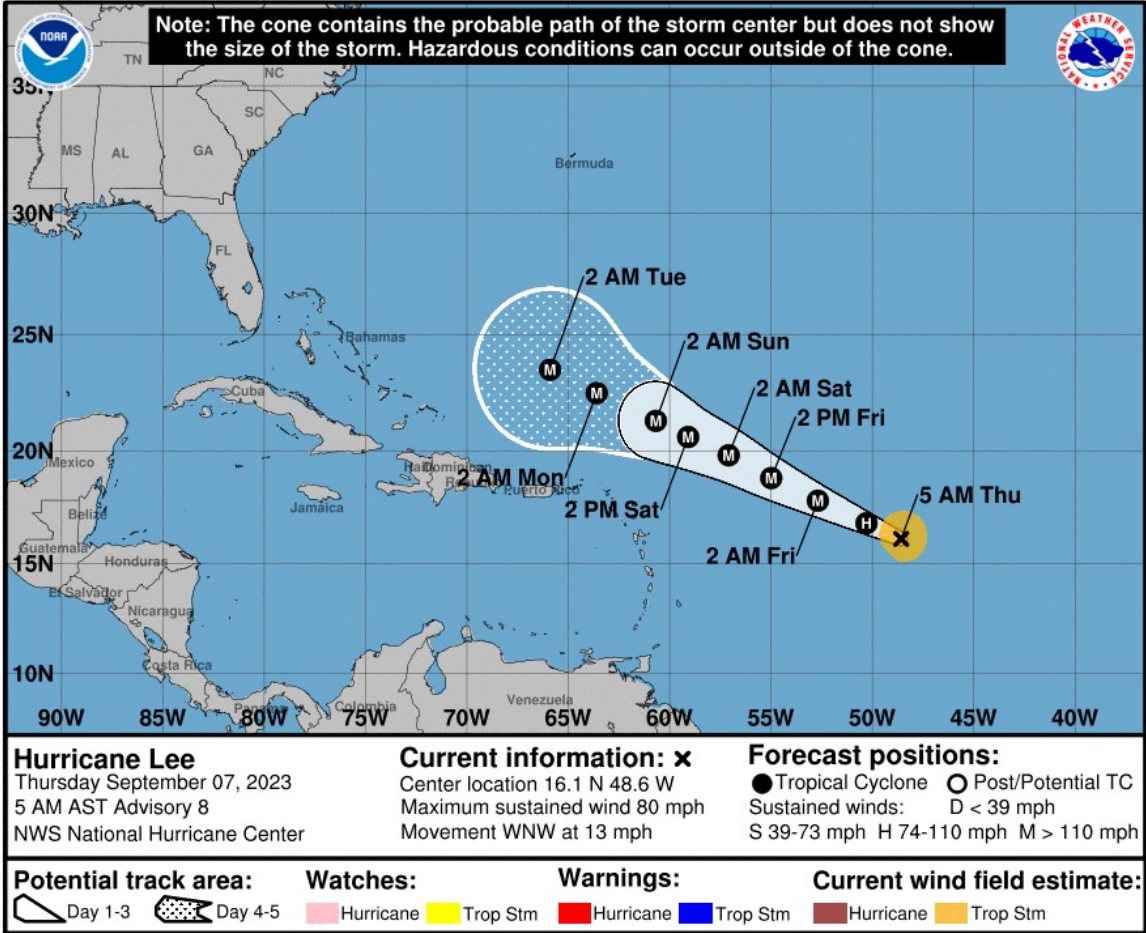 Note: The cone contains the probable path of the storm center but does not show
the size of the storm. Hazardous conditions can occur outside of the cone.
NOAA
NATIONAL WEATHER SERVICE
TN
NC
35N
SC
MS
AL
GA
Bermuda
30N
FL
2 AM Tue
25N
Bahamas
2 AM Sun
M
Cuba
M
2 AM Sat
M
2 PM Fri
M
20N
M
Mexico
2 AM Mon
M
Puerto Rico
Jamaica
2 PM Sat
5 AM Thu
M
Belize
H
Guatemala
2 AM Fri
15N
Honduras
El Salvador
Nicaragua
10N
Costa Rica
Venezuela
Panama
Colombia
90W 85W 80W 75W 70W 65W 60W 55W 50W 45W 40W
Hurricane Lee
Thursday September 07, 2023
5 AM AST Advisory 8
NWS National Hurricane Center
Current information: ×
Center location 16.1 N 48.6 W
Maximum sustained wind 80 mph
Movement WNW at 13 mph
Forecast positions:
Tropical Cyclone Post/Potential TC
Sustained winds: D < 39 mph
S 39-73 mph H 74-110 mph M > 110 mph
Potential track area:
Day 1-3 Day 4-5
Watches:
Hurricane Trop Stm
Warnings:
Hurricane Trop Stm
Current wind field estimate:
Hurricane Trop Stm